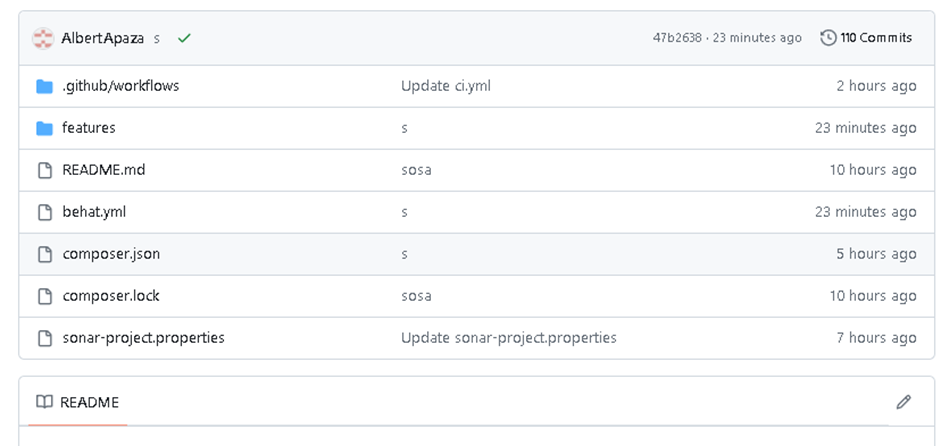 AlbertApaza s 47b2638 · 23 minutes ago 110 Commits
.github/workflows Update ci.yml 2 hours ago
features s 23 minutes ago
README.md sosa 10 hours ago
behat.yml s 23 minutes ago
composer.json s 5 hours ago
composer.lock sosa 10 hours ago
sonar-project.properties Update sonar-project.properties 7 hours ago
README